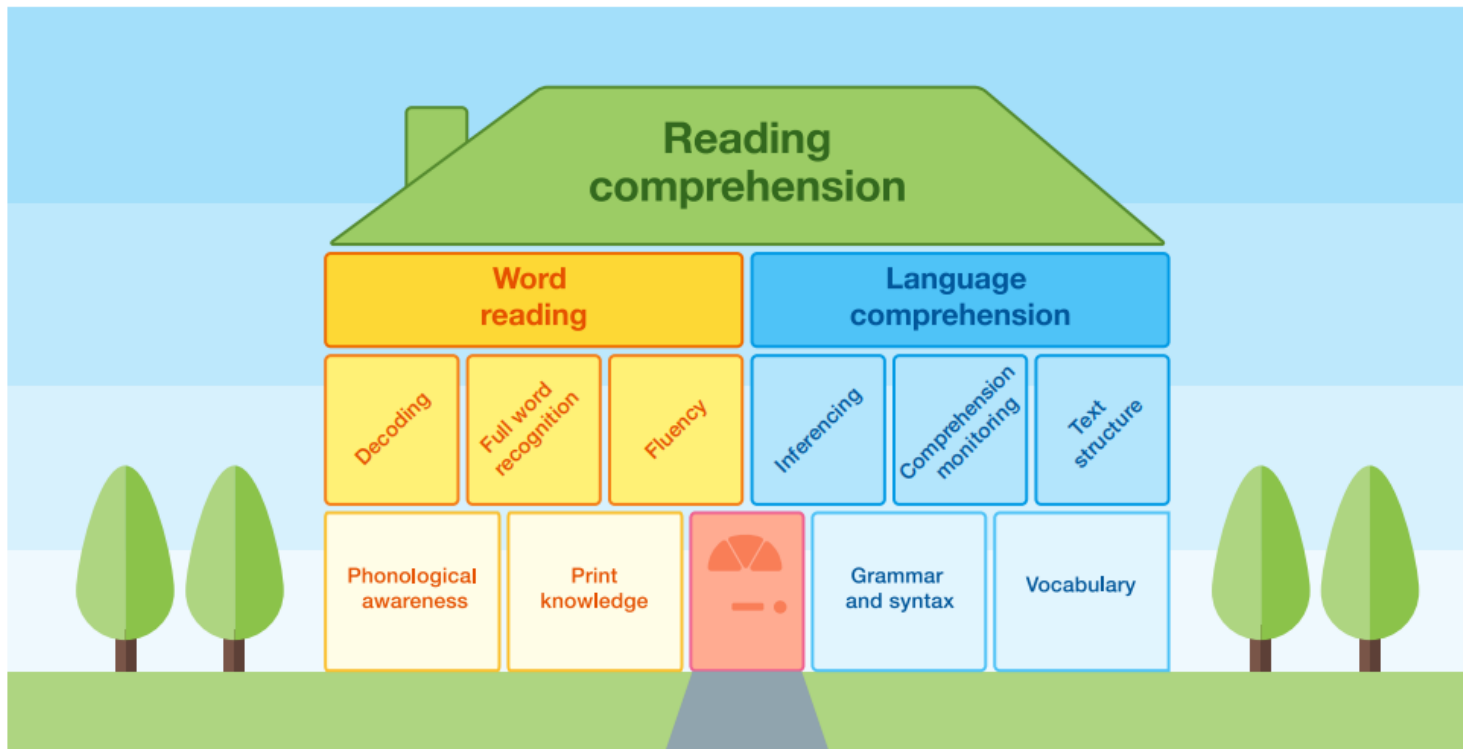 Reading
comprehension
Word
reading
Language
comprehension
Decoding
Full word
recognition
Fluency
Inferencing
Comprehension
monitoring
Text
structure
Phonological
awareness
Print
knowledge
Grammar
and syntax
Vocabulary